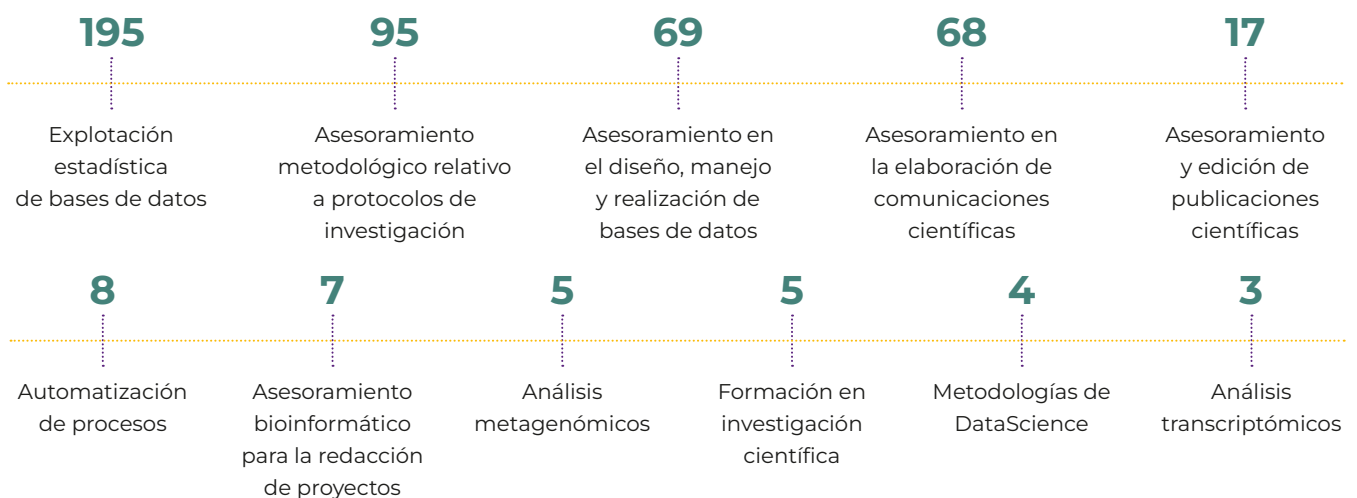 195
Explotación
estadística
de bases de datos
95
Asesoramiento
metodológico relativo
a protocolos de
investigación
69
Asesoramiento en
el diseño, manejo
y realización de
bases de datos
68
Asesoramiento en
la elaboración de
comunicaciones
científicas
17
Asesoramiento
y edición de
publicaciones
científicas
8
Automatización
de procesos
7
Asesoramiento
bioinformático
para la redacción
de proyectos
5
Análisis
metagenómicos
5
Formación en
investigación
científica
4
Metodologías de
DataScience
3
Análisis
transcriptómicos